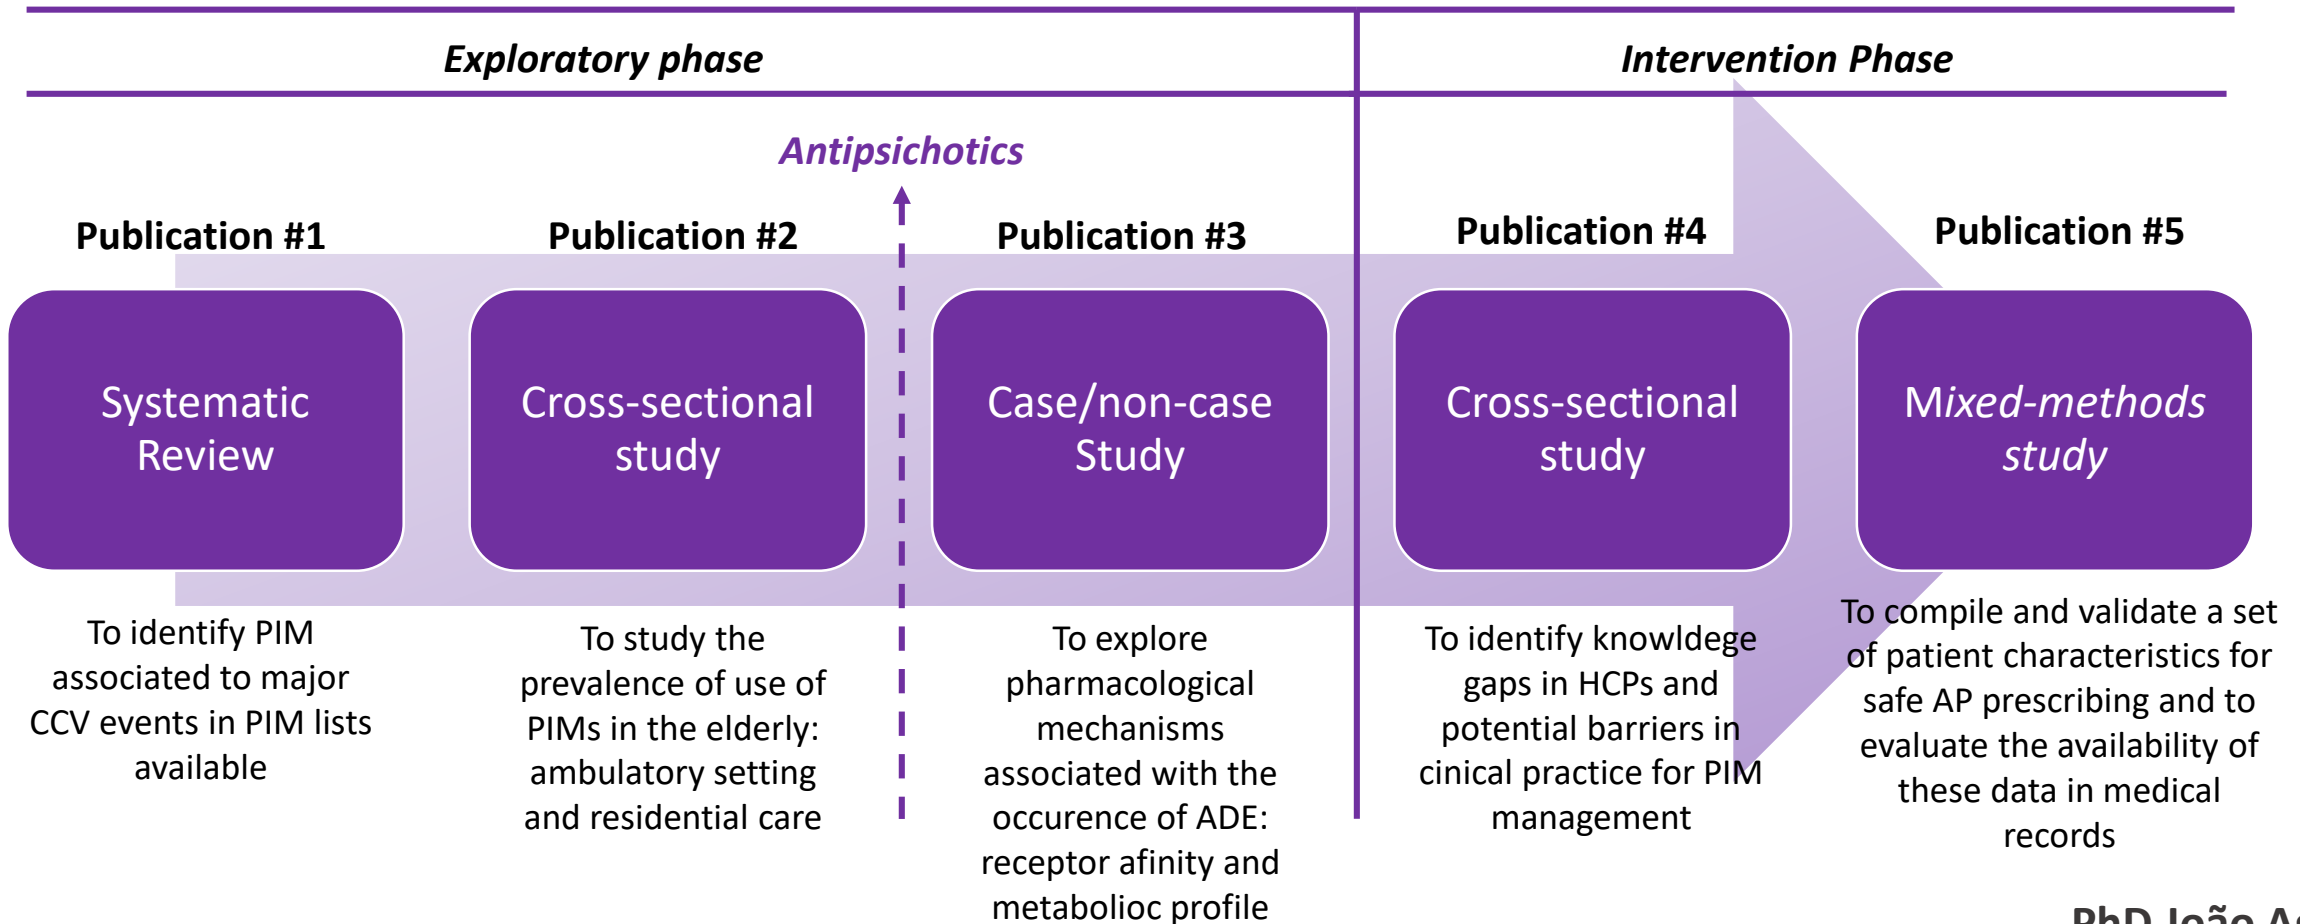 Exploratory phase
Intervention Phase
Antipsichotics
Publication #1
Publication #2
Publication #3
Publication #4
Publication #5
Systematic
Review
Cross-sectional
study
Case/non-case
Study
Cross-sectional
study
Mixed-methods
study
To identify PIM
associated to major
CCV events in PIM lists
available
To study the
prevalence of use of
PIMs in the elderly:
ambulatory setting
and residential care
To explore
pharmacological
mechanisms
associated with the
occurence of ADE:
receptor afinity and
metabolioc profile
To identify knowldege
gaps in HCPs and
potential barriers in
cinical practice for PIM
management
To compile and validate a set
of patient characteristics for
safe AP prescribing and to
evaluate the availability of
these data in medical
records
PhD João